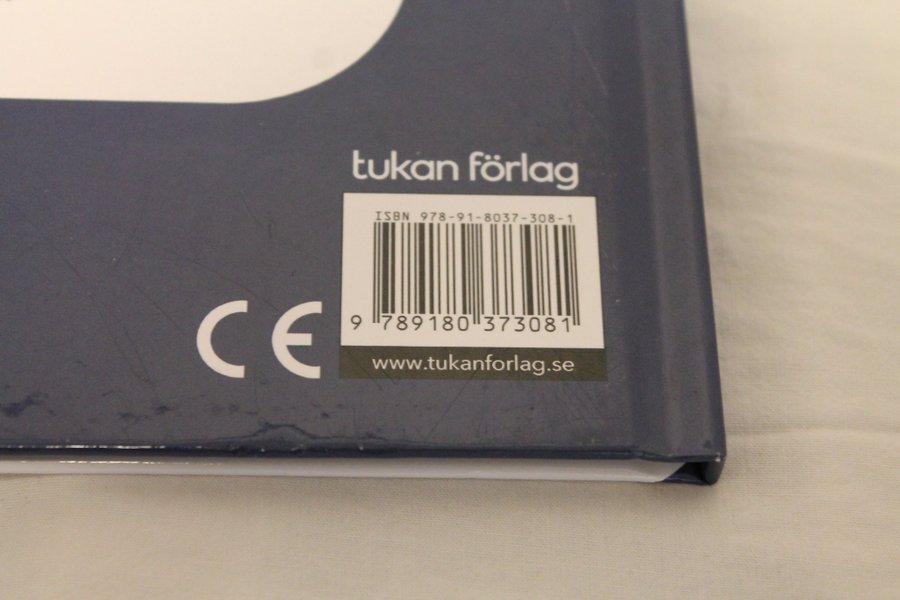 tukan förlag
ISBN 978-91-8037-308-1
9 789180 373081
CE
www.tukanforlag.se